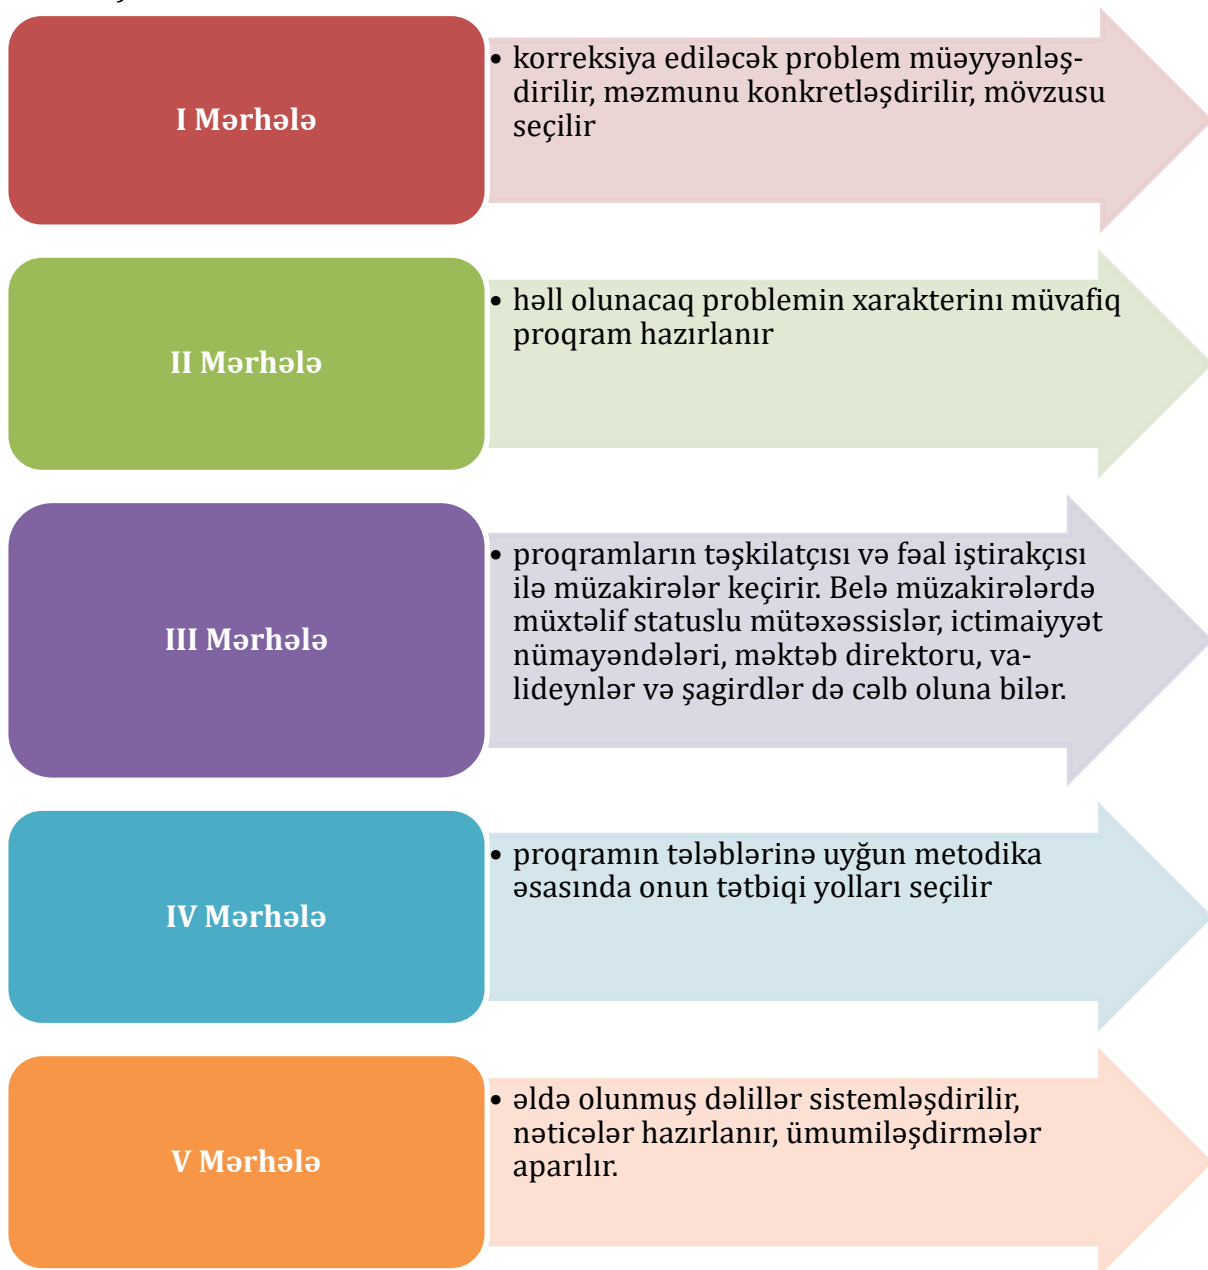 I Mərhələ
• korreksiya ediləcək problem müəyyənləş-
dirilir, məzmunu konkretləşdirilir, mövzusu
seçilir
II Mərhələ
• həll olunacaq problemin xarakterinı müvafiq
proqram hazırlanır
III Mərhələ
• proqramların təşkilatçısı və fəal iştirakçısı
ilə müzakirələr keçirir. Belə müzakirələrdə
müxtəlif statuslu mütəxəssislər, ictimaiyyət
nümayəndələri, məktəb direktoru, va-
lideynlər və şagirdlər də cəlb oluna bilər.
IV Mərhələ
• proqramın tələblərinə uyğun metodika
əsasında onun tətbiqi yolları seçilir
V Mərhələ
• əldə olunmuş dəlillər sistemləşdirilir,
nəticələr hazırlanır, ümumiləşdirmələr
aparılır.